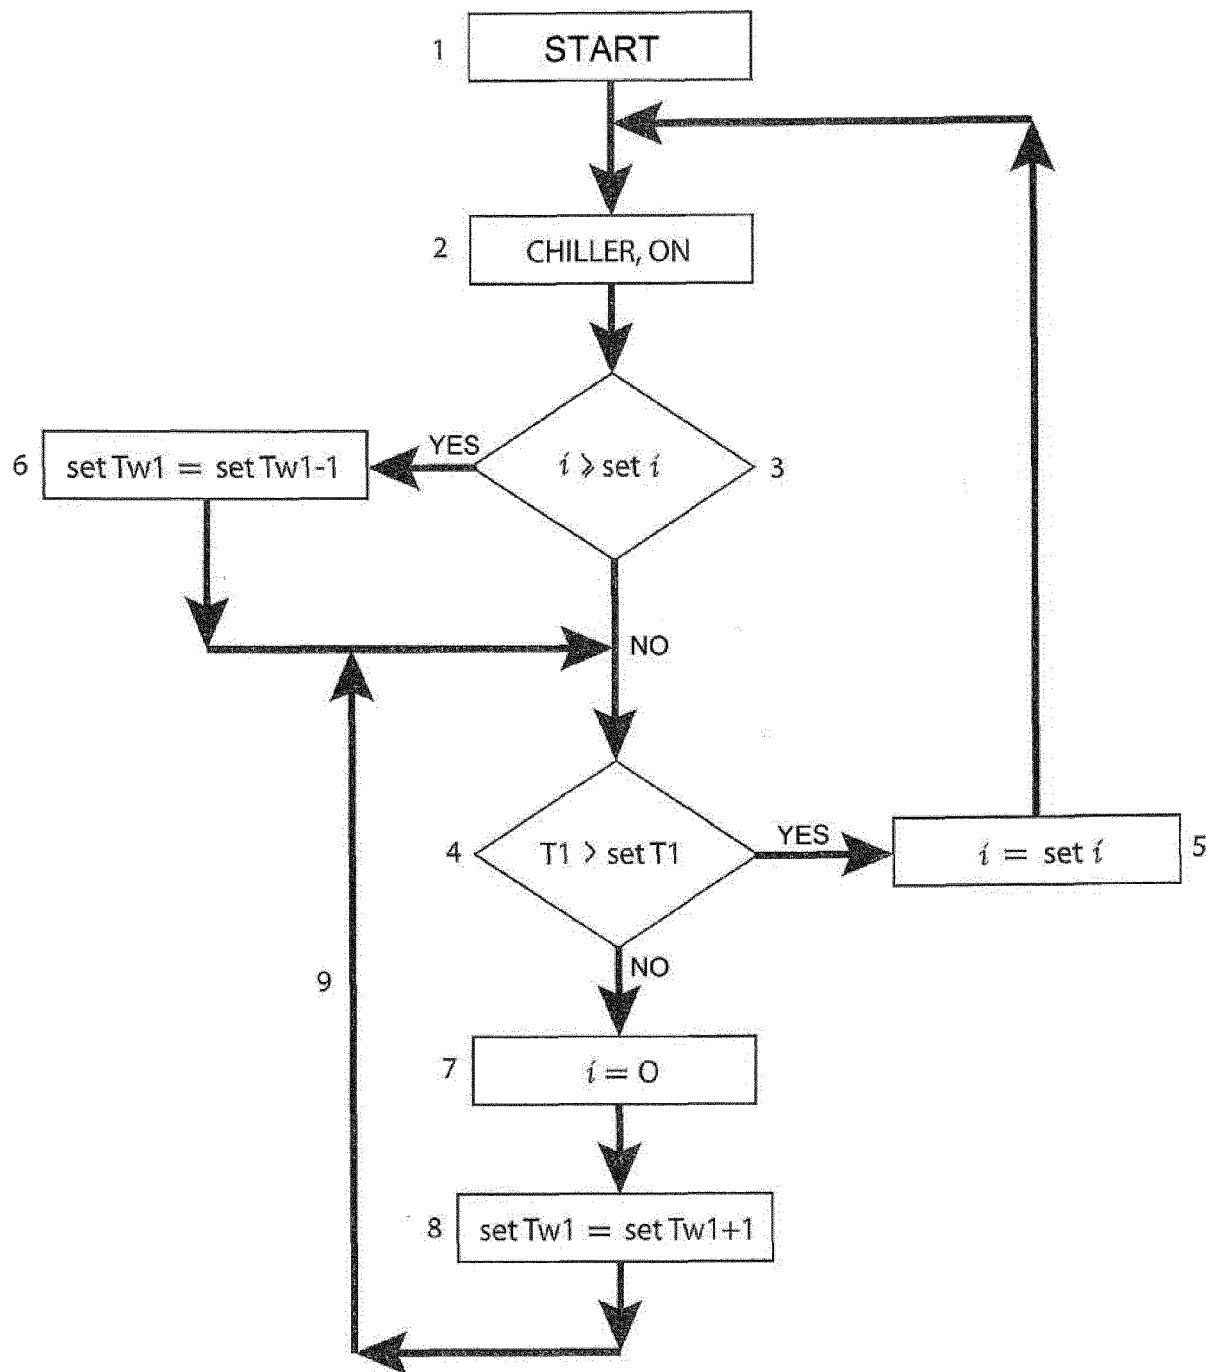 1 START
2 CHILLER, ON
YES
6 set Tw1 = set Tw1-1
i ⩾ set i 3
NO
4 T1 > set T1
YES
i = set i 5
NO
9
7 i = O
8 set Tw1 = set Tw1+1